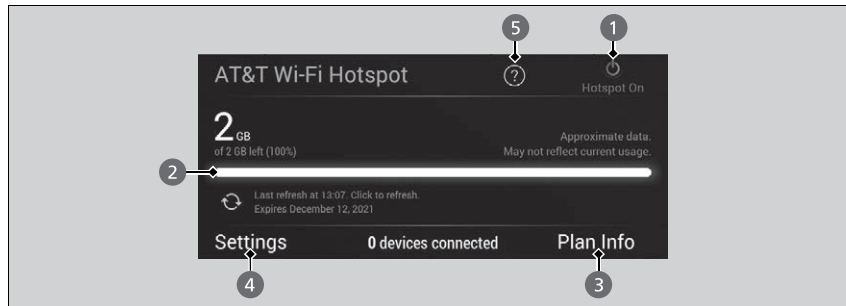 5
1
AT&T Wi-Fi Hotspot
?
Hotspot On
2 GB
of 2 GB left (100%)
Approximate data.
May not reflect current usage.
2
Last refresh at 13:07. Click to refresh.
Expires December 12, 2021
Settings
0 devices connected
Plan Info
4
3